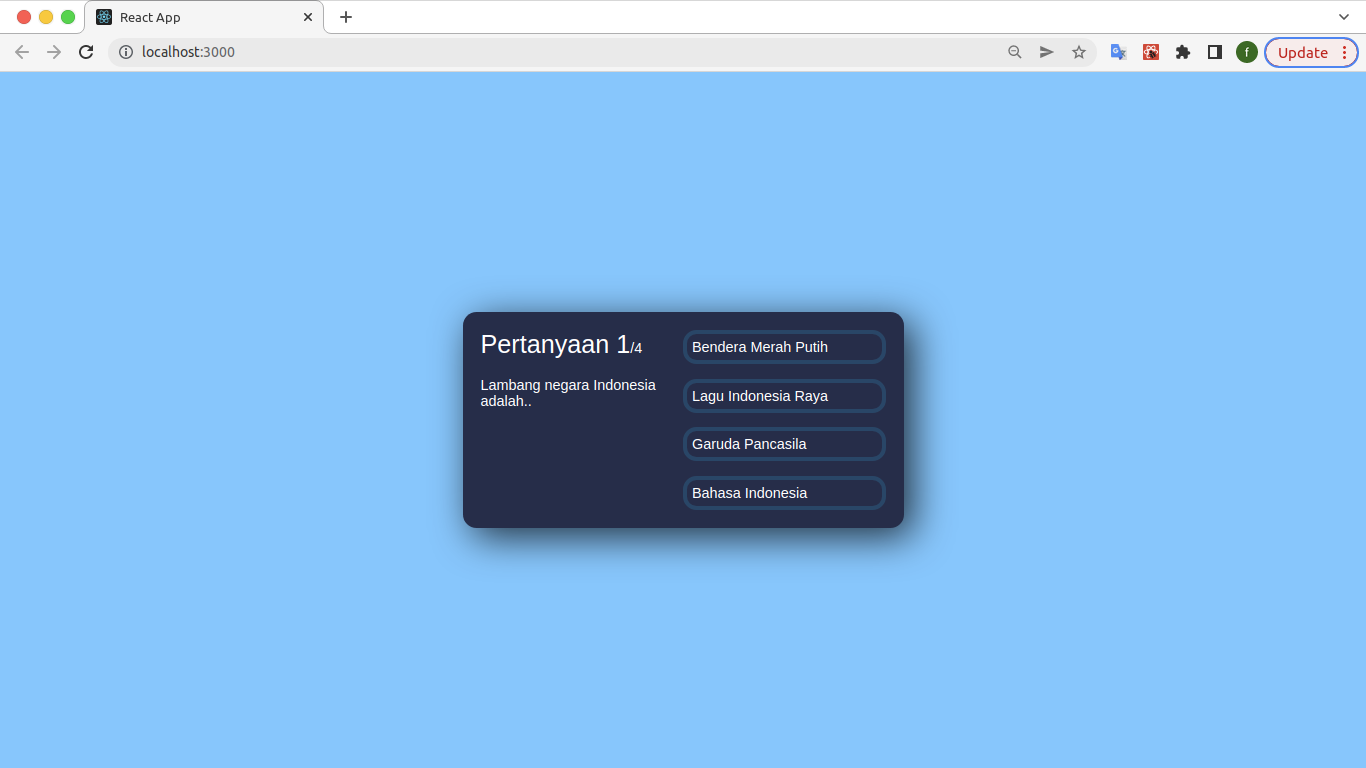 React App
localhost:3000
f
Update
Pertanyaan 1/4
Lambang negara Indonesia
adalah..
Bendera Merah Putih
Lagu Indonesia Raya
Garuda Pancasila
Bahasa Indonesia